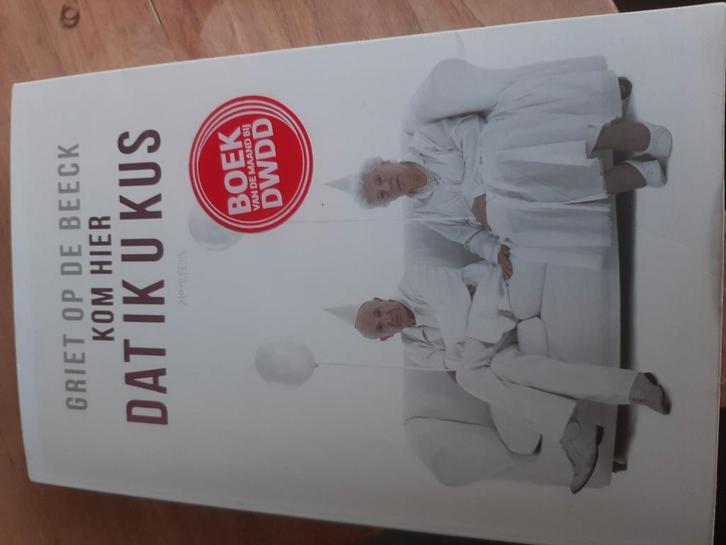 GRIET OP DE BEECK
KOM HIER
DAT IK U KUS
BOEK
VAN DE MAAND BIJ
DWDD